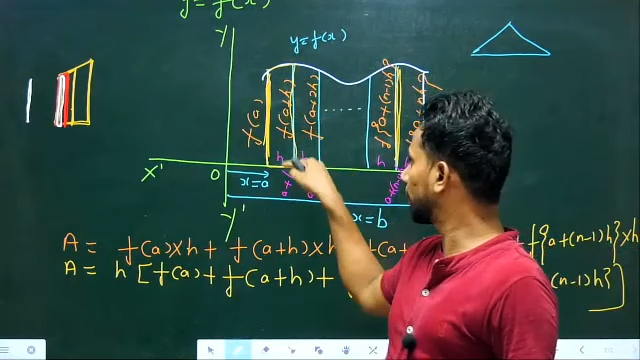 y = f(x)
Y
y = f(x)
f(a)
f(a+h)
f(a+2h)
......
f{a+(n-1)h}
h
h
X'
O
x = a
x = b
Y'
A = f(a)×h + f(a+h)×h + f{a+(n-1)h}×h
A = h [f(a) + f(a+h) + (n-1)h}]